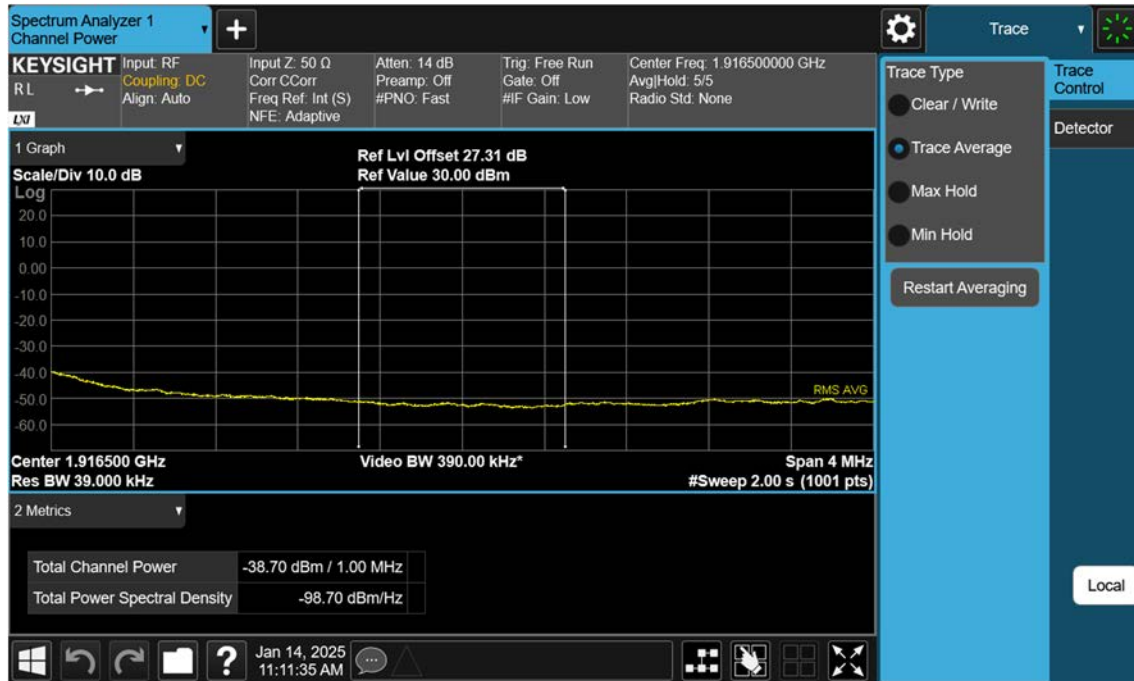 Spectrum Analyzer 1
Channel Power
+
Trace
KEYSIGHT
R L
LXI
Input: RF
Coupling: DC
Align: Auto
Input Z: 50 Ω
Corr CCorr
Freq Ref: Int (S)
NFE: Adaptive
Atten: 14 dB
Preamp: Off
#PNO: Fast
Trig: Free Run
Gate: Off
#IF Gain: Low
Center Freq: 1.916500000 GHz
Avg|Hold: 5/5
Radio Std: None
Trace Type
Clear / Write
Trace Average
Max Hold
Min Hold
Restart Averaging
Trace
Control
Detector
Local
1 Graph
Scale/Div 10.0 dB
Ref Lvl Offset 27.31 dB
Ref Value 30.00 dBm
Log
20.0
10.0
0.00
-10.0
-20.0
-30.0
-40.0
-50.0
-60.0
RMS AVG
Center 1.916500 GHz
Video BW 390.00 kHz*
Span 4 MHz
Res BW 39.000 kHz
#Sweep 2.00 s (1001 pts)
2 Metrics
Total Channel Power -38.70 dBm / 1.00 MHz
Total Power Spectral Density -98.70 dBm/Hz
?
Jan 14, 2025
11:11:35 AM